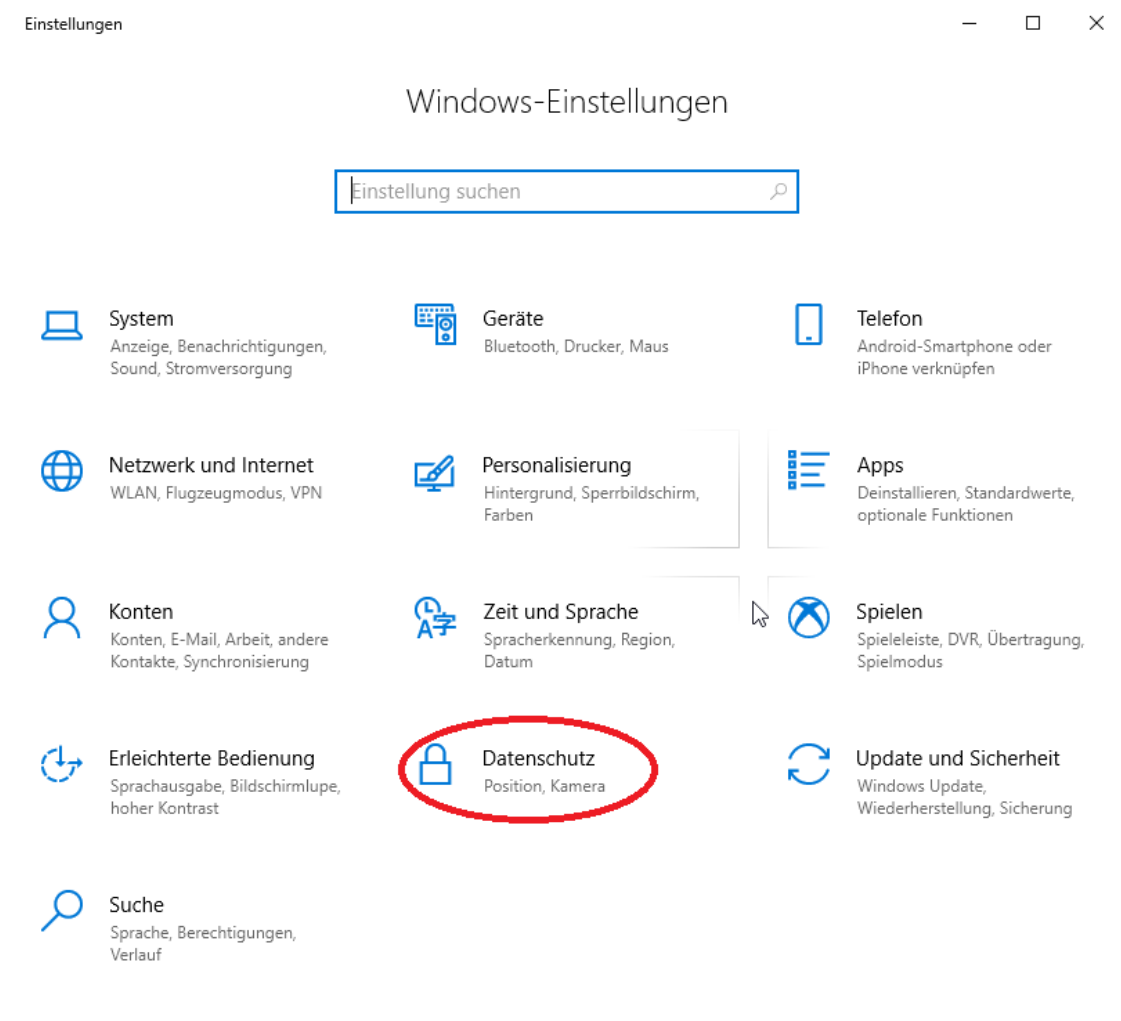 Einstellungen
Windows-Einstellungen
Einstellung suchen
System
Anzeige, Benachrichtigungen,
Sound, Stromversorgung
Geräte
Bluetooth, Drucker, Maus
Telefon
Android-Smartphone oder
iPhone verknüpfen
Netzwerk und Internet
WLAN, Flugzeugmodus, VPN
Personalisierung
Hintergrund, Sperrbildschirm,
Farben
Apps
Deinstallieren, Standardwerte,
optionale Funktionen
Konten
Konten, E-Mail, Arbeit, andere
Kontakte, Synchronisierung
Zeit und Sprache
Spracherkennung, Region,
Datum
Spielen
Spieleleiste, DVR, Übertragung,
Spielmodus
Erleichterte Bedienung
Sprachausgabe, Bildschirmlupe,
hoher Kontrast
Datenschutz
Position, Kamera
Update und Sicherheit
Windows Update,
Wiederherstellung, Sicherung
Suche
Sprache, Berechtigungen,
Verlauf